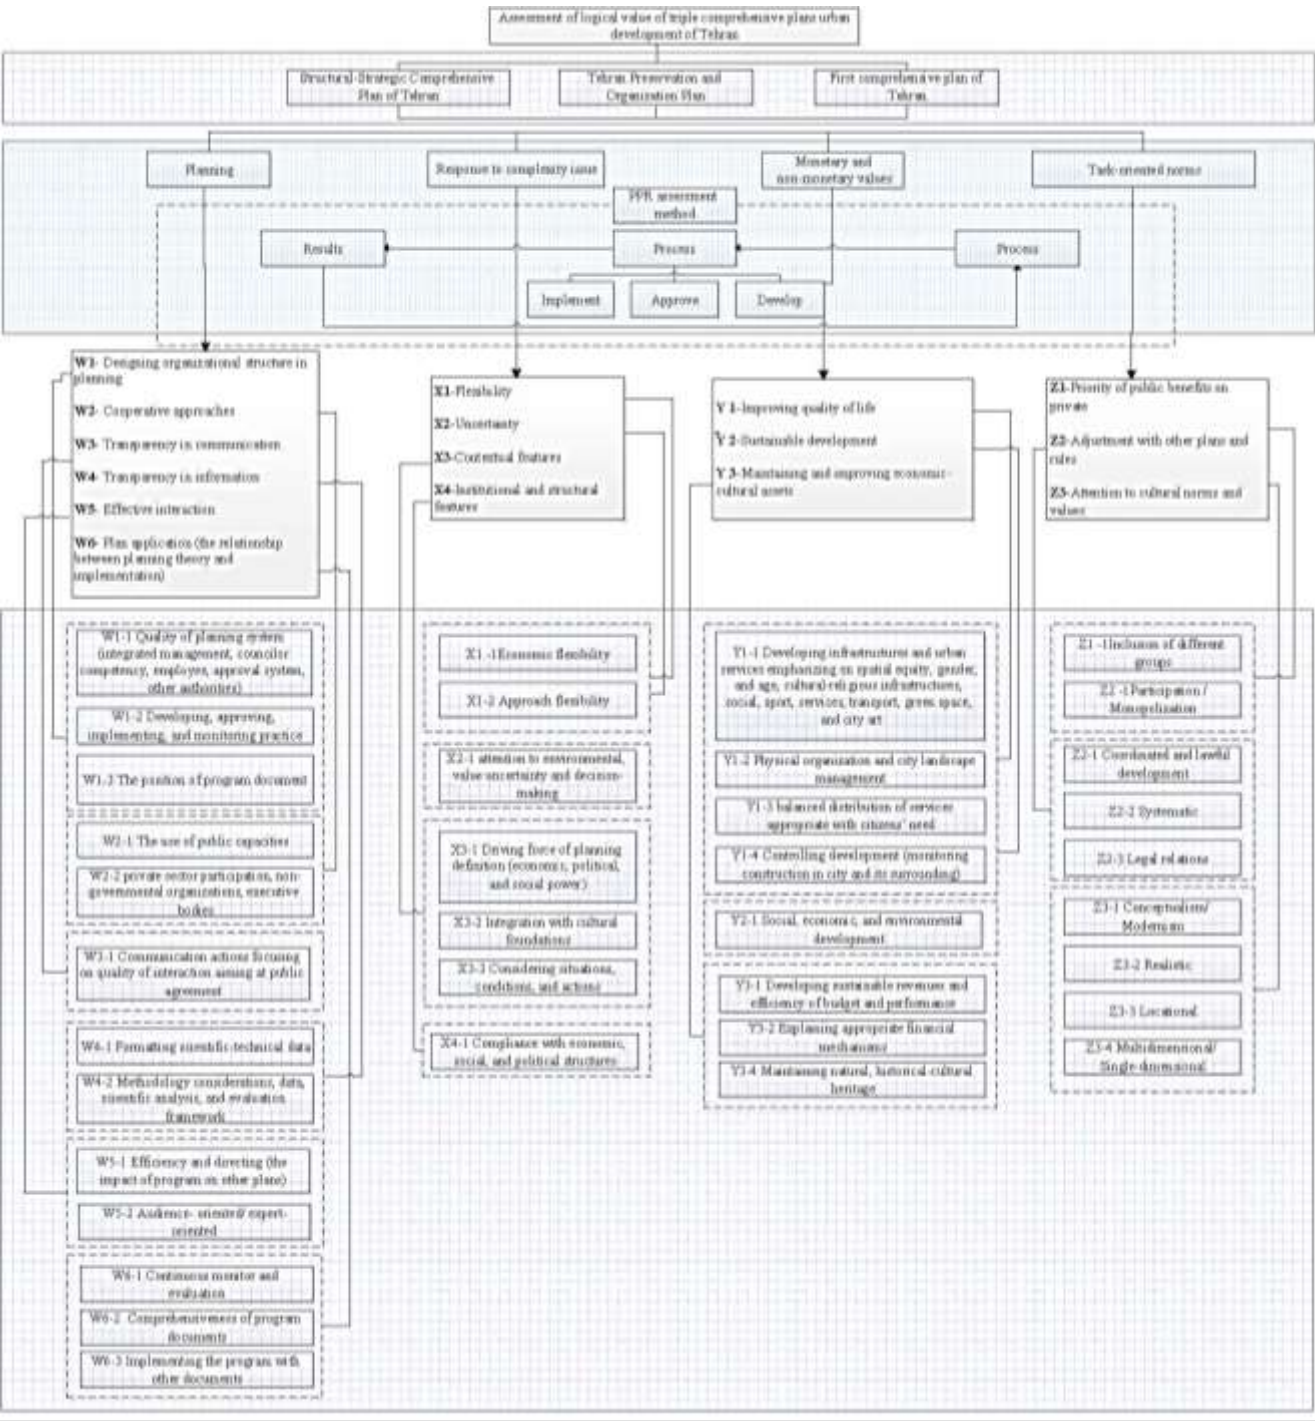 Assessment of logical value of triple comprehensive plans urban
development of Tehran
Structural-Strategic Comprehensive
Plan of Tehran
Tehran Preservation and
Organization Plan
First comprehensive plan of
Tehran
Planning
Response to complexity issue
Monetary and
non-monetary values
Task-oriented norms
PPR assessment
method
Results
Process
Process
Implement
Approve
Develop
W1- Designing organizational structure in
planning
W2- Cooperative approaches
W3- Transparency in communication
W4- Transparency in information
W5- Effective interaction
W6- Plan application (the relationship
between planning theory and
implementation)
X1-Flexibility
X2-Uncertainty
X3-Contextual features
X4-Institutional and structural
features
Y 1-Improving quality of life
Y 2-Sustainable development
Y 3-Maintaining and improving economic-
cultural assets
Z1-Priority of public benefits on
private
Z2-Adjustment with other plans and
rules
Z3-Attention to cultural norms and
values
W1-1 Quality of planning system
(integrated management, councilor
competency, employee, approval system,
other authorities)
W1-2 Developing, approving,
implementing, and monitoring practice
W1-3 The position of program document
W2-1 The use of public capacities
W2-2 private sector participation, non-
governmental organizations, executive
bodies
W3-1 Communication actions focusing
on quality of interaction aiming at public
agreement
W4-1 Formatting scientific-technical data
W4-2 Methodology considerations, data,
scientific analysis, and evaluation
framework
W5-1 Efficiency and directing (the
impact of program on other plans)
W5-2 Audience- oriented/ expert-
oriented
W6-1 Continuous monitor and
evaluation
W6-2 Comprehensiveness of program
documents
W6-3 Implementing the program with
other documents
X1 -1Economic flexibility
X1-2 Approach flexibility
X2-1 attention to environmental,
value uncertainty and decision-
making
X3-1 Driving force of planning
definition (economic, political,
and social power)
X3-2 Integration with cultural
foundations
X3-3 Considering situations,
conditions, and actions
X4-1 Compliance with economic,
social, and political structures
Y1-1 Developing infrastructures and urban
services emphasizing on spatial equity, gender,
and age, cultural-religious infrastructures,
social, sport, services, transport, green space,
and city art
Y1-2 Physical organization and city landscape
management
Y1-3 balanced distribution of services
appropriate with citizens' need
Y1-4 Controlling development (monitoring
construction in city and its surrounding)
Y2-1 Social, economic, and environmental
development
Y3-1 Developing sustainable revenues and
efficiency of budget and performance
Y3-2 Explaining appropriate financial
mechanisms
Y3-4 Maintaining natural, historical-cultural
heritage
Z1 -1Inclusion of different
groups
-1Participation /
Monopolization
Z2-1 Coordinated and lawful
development
Z2-2 Systematic
Z2-3 Legal relations
Z3-1 Conceptualism/
Modernism
Z3-2 Realistic
Z3-3 Locational
Z3-4 Multidimensional/
Single-dimensional